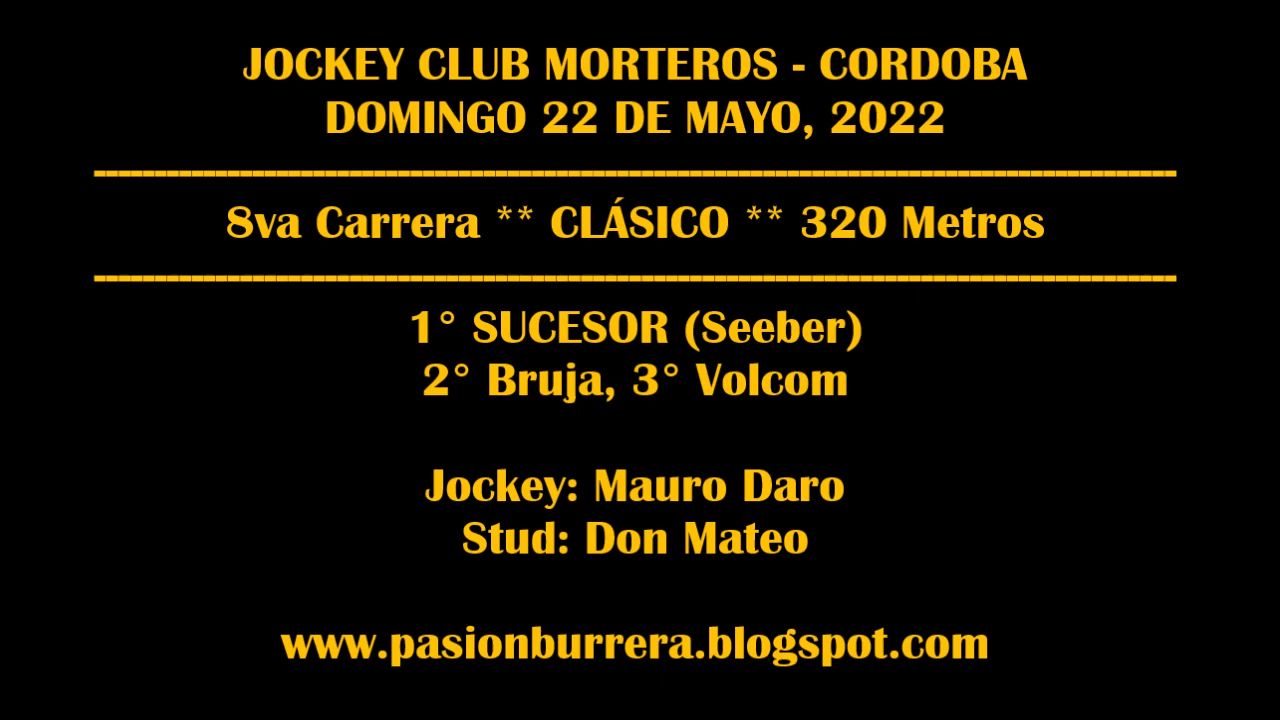 JOCKEY CLUB MORTEROS - CORDOBA
DOMINGO 22 DE MAYO, 2022
8va Carrera ** CLÁSICO ** 320 Metros
1° SUCESOR (Seeber)
2° Bruja, 3° Volcom
Jockey: Mauro Daro
Stud: Don Mateo
www.pasionburrera.blogspot.com